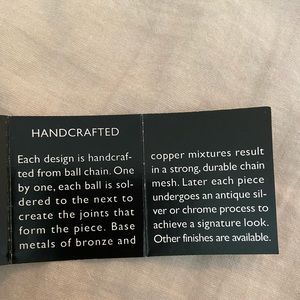 HANDCRAFTED
Each design is handcraf-
ted from ball chain. One
by one, each ball is sol-
dered to the next to
create the joints that
form the piece. Base
metals of bronze and
copper mixtures result
in a strong, durable chain
mesh. Later each piece
undergoes an antique sil-
ver or chrome process to
achieve a signature look.
Other finishes are available.